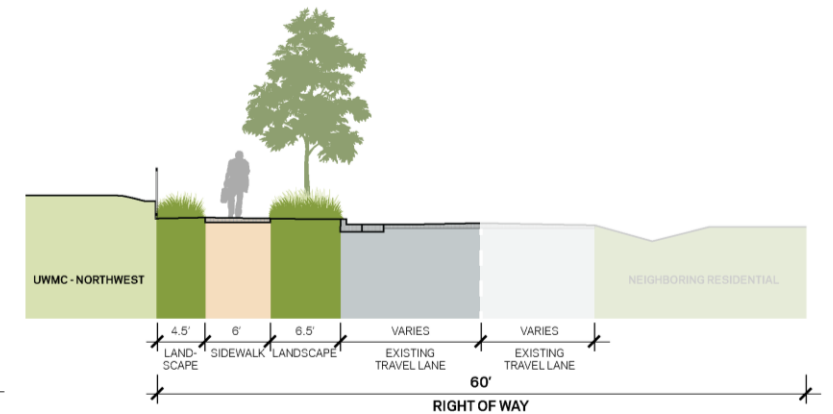 UWMC - NORTHWEST
NEIGHBORING RESIDENTIAL
4.5' 6' 6.5' VARIES VARIES
LAND-
SCAPE
SIDEWALK
LANDSCAPE
EXISTING
TRAVEL LANE
EXISTING
TRAVEL LANE
60'
RIGHT OF WAY